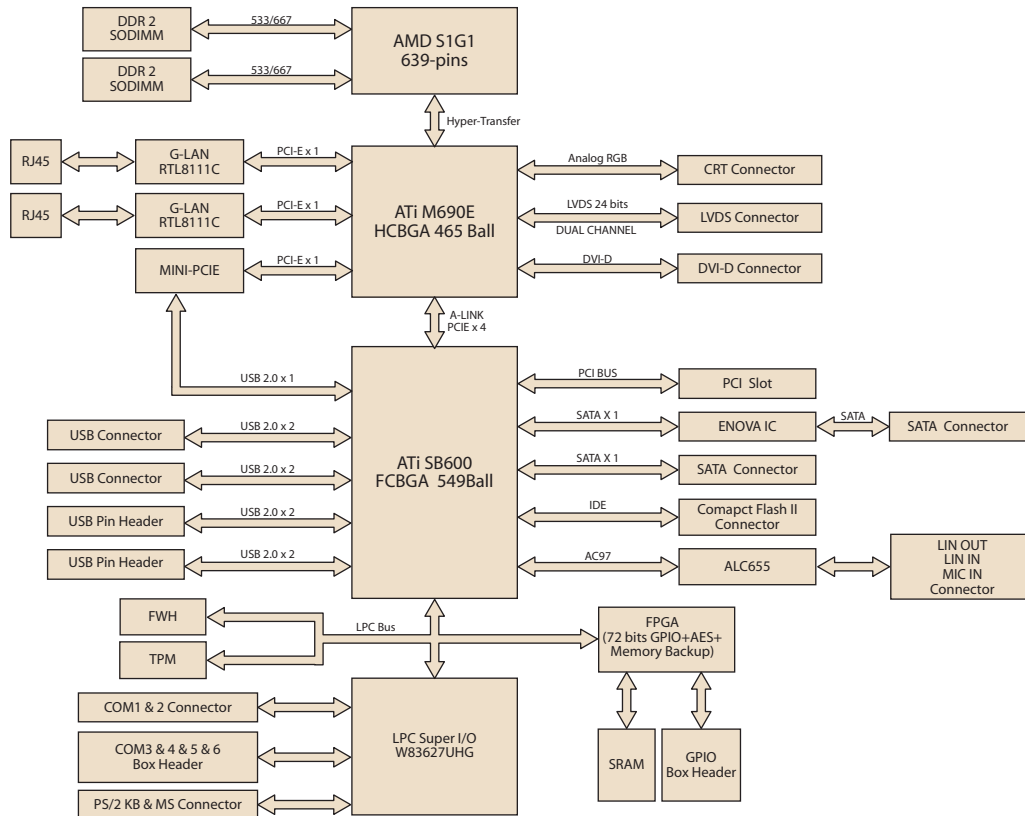 DDR 2
SODIMM
533/667
AMD S1G1
639-pins
DDR 2
SODIMM
533/667
Hyper-Transfer
RJ45
G-LAN
RTL8111C
PCI-E x 1
ATi M690E
HCBGA 465 Ball
Analog RGB
CRT Connector
RJ45
G-LAN
RTL8111C
PCI-E x 1
LVDS 24 bits
DUAL CHANNEL
LVDS Connector
MINI-PCIE
PCI-E x 1
DVI-D
DVI-D Connector
A-LINK
PCIE x 4
USB 2.0 x 1
ATi SB600
FCBGA 549Ball
PCI BUS
PCI Slot
USB Connector
USB 2.0 x 2
SATA X 1
ENOVA IC
SATA
SATA Connector
USB Connector
USB 2.0 x 2
SATA X 1
SATA Connector
USB Pin Header
USB 2.0 x 2
IDE
Comapct Flash II
Connector
USB Pin Header
USB 2.0 x 2
AC97
ALC655
LIN OUT
LIN IN
MIC IN
Connector
FWH
TPM
LPC Bus
FPGA
(72 bits GPIO+AES+
Memory Backup)
COM1 & 2 Connector
COM3 & 4 & 5 & 6
Box Header
PS/2 KB & MS Connector
LPC Super I/O
W83627UHG
SRAM
GPIO
Box Header